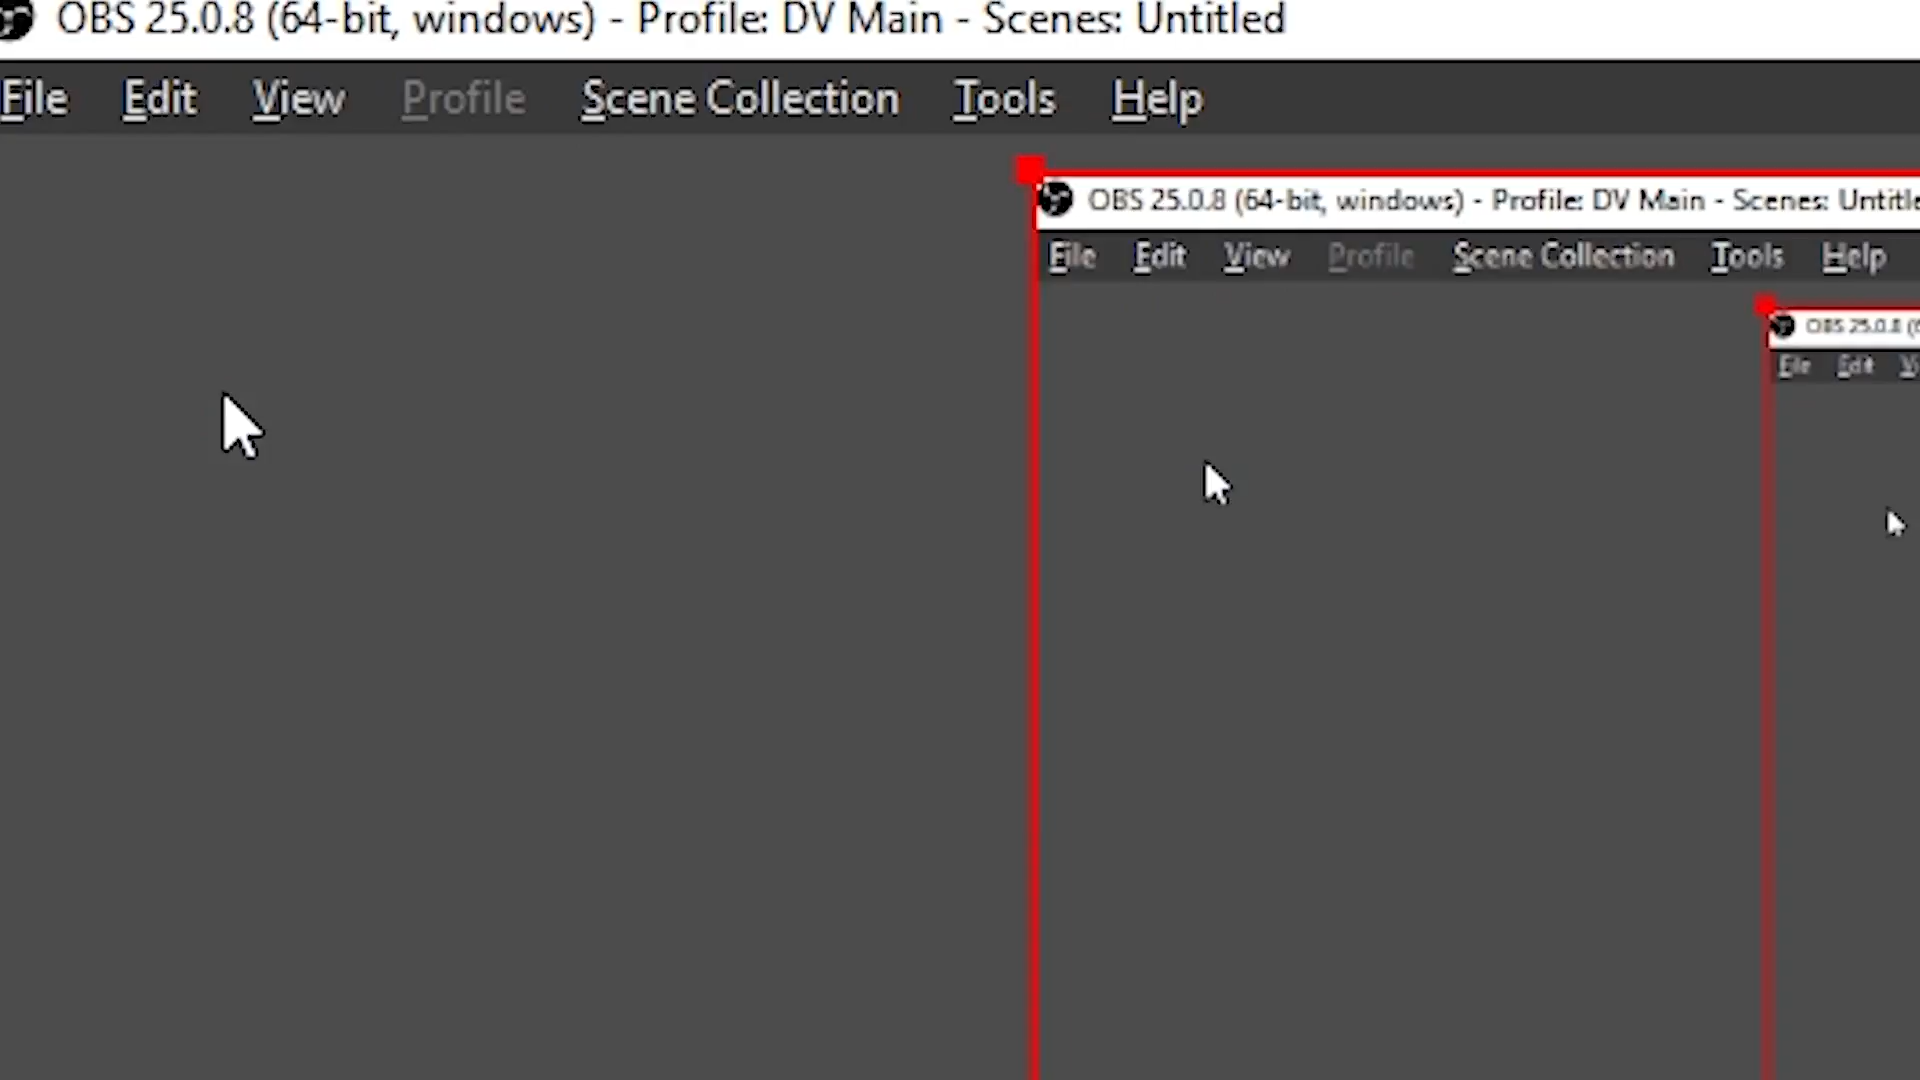 OBS 25.0.8 (64-bit, windows) - Profile: DV Main - Scenes: Untitled
File Edit View Profile Scene Collection Tools Help
OBS 25.0.8 (64-bit, windows) - Profile: DV Main - Scenes: Untitle
File Edit View Profile Scene Collection Tools Help
OBS 25.0.8 (6
File Edit Vi